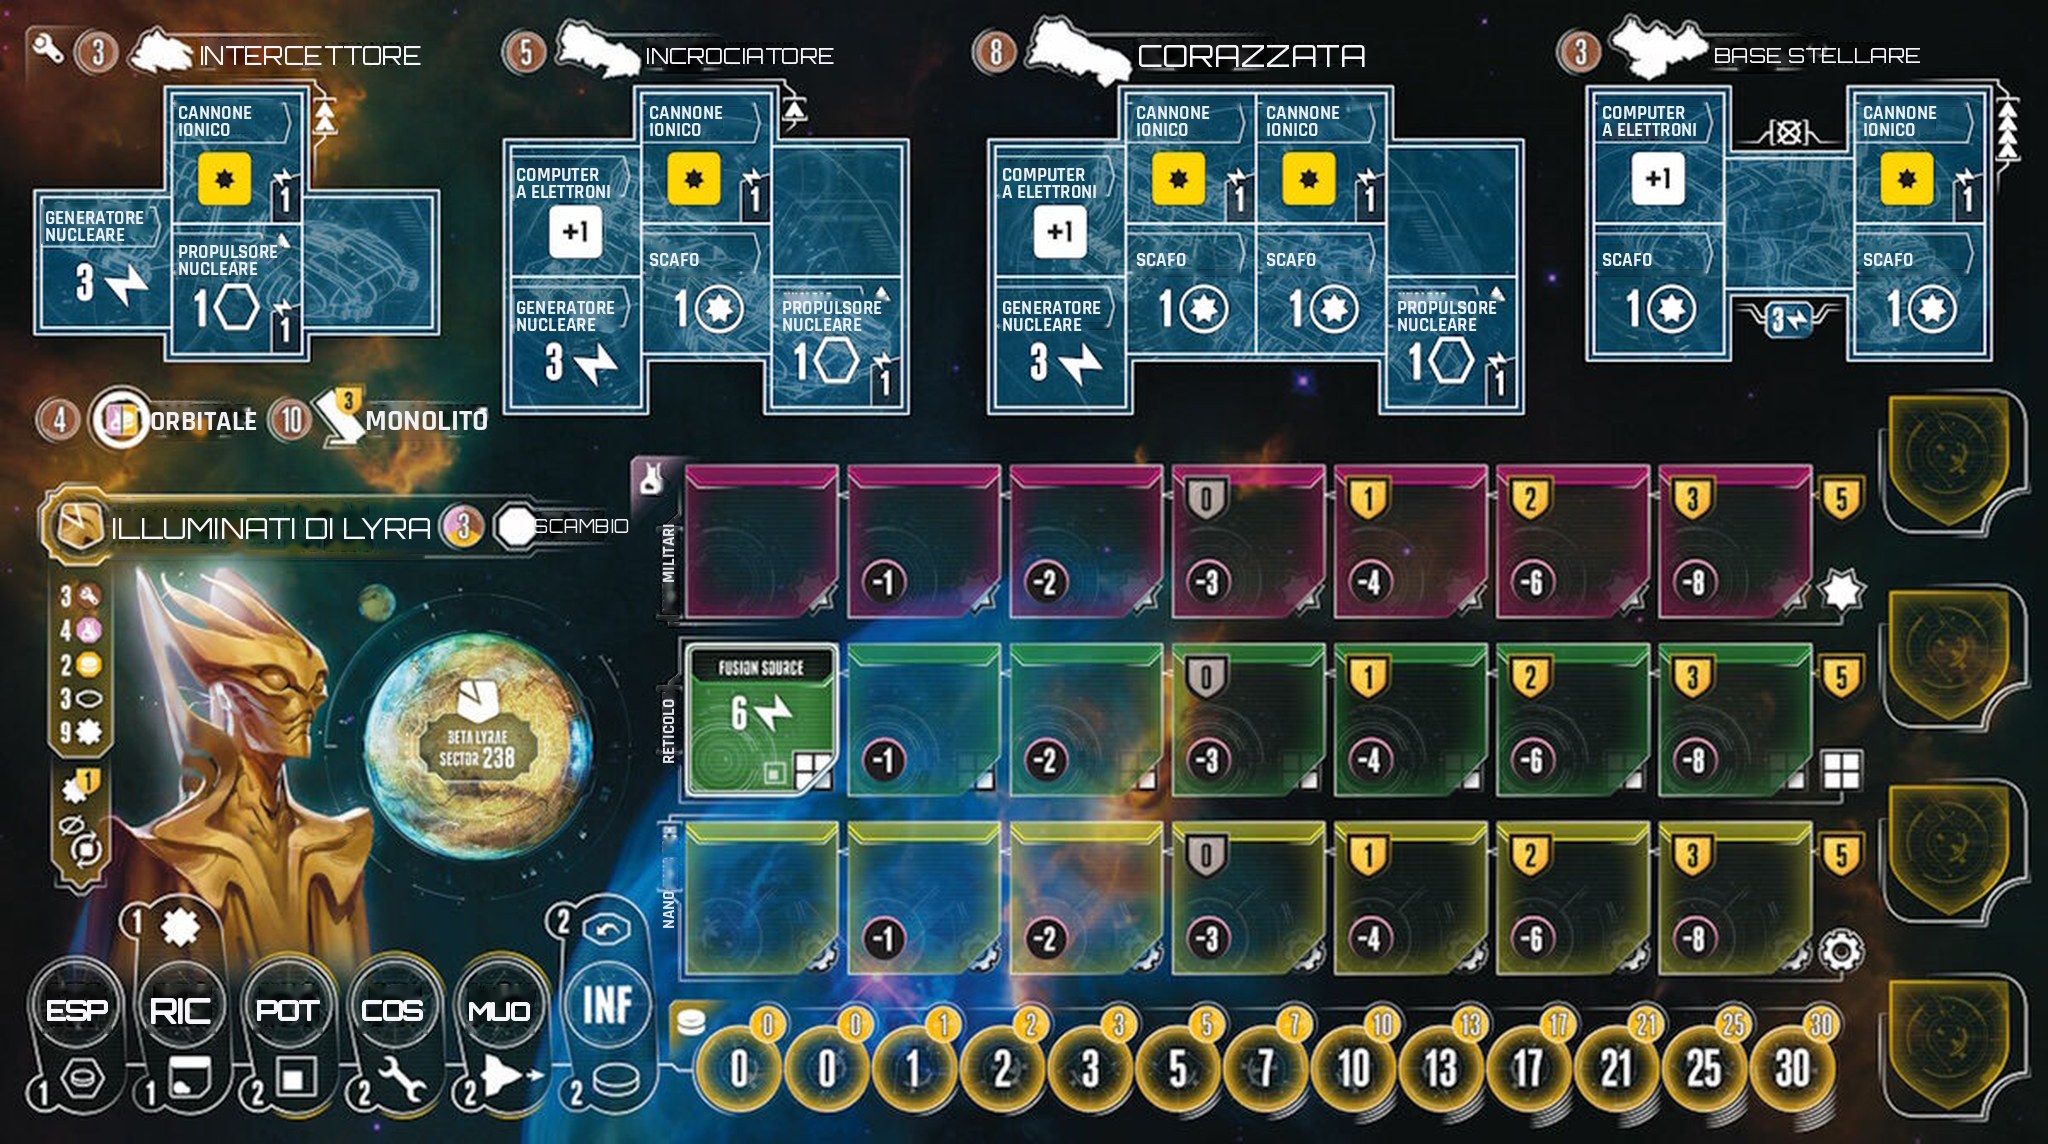 3 INTERCETTORE
CANNONE
IONICO
1
GENERATORE
NUCLEARE
3
PROPULSORE
NUCLEARE
1
1
5 INCROCIATORE
CANNONE
IONICO
1
COMPUTER
A ELETTRONI
+1
SCAFO
1
GENERATORE
NUCLEARE
3
PROPULSORE
NUCLEARE
1
1
8 CORAZZATA
CANNONE
IONICO
1
CANNONE
IONICO
1
COMPUTER
A ELETTRONI
+1
SCAFO
1
SCAFO
1
GENERATORE
NUCLEARE
3
PROPULSORE
NUCLEARE
1
1
3 BASE STELLARE
COMPUTER
A ELETTRONI
+1
CANNONE
IONICO
1
SCAFO
1
SCAFO
1
3
4 ORBITALE 10 3 MONOLITO
ILLUMINATI DI LYRA 3 SCAMBIO
3
4
2
3
9
1
BETA LYRAE
SECTOR 238
MILITARI
0 1 2 3 5
-1 -2 -3 -4 -6 -8
RETICOLO
FUSION SOURCE
6
0 1 2 3 5
-1 -2 -3 -4 -6 -8
NANO
0 1 2 3 5
-1 -2 -3 -4 -6 -8
1 2
ESP RIC POT COS MUO INF
1 1 2 2 2 2
0 0 1 2 3 5 7 10 13 17 21 25 30
0 0 1 2 3 5 7 10 13 17 21 25 30